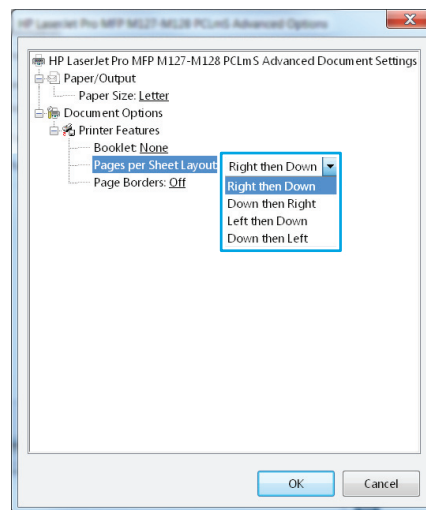 HP LaserJet Pro MFP M127-M128 PCLmS Advanced Options
HP LaserJet Pro MFP M127-M128 PCLm S Advanced Document Settings
Paper/Output
Paper Size: Letter
Document Options
Printer Features
Booklet: None
Pages per Sheet Layout: Right then Down
Right then Down
Down then Right
Left then Down
Down then Left
Page Borders: Off
OK Cancel